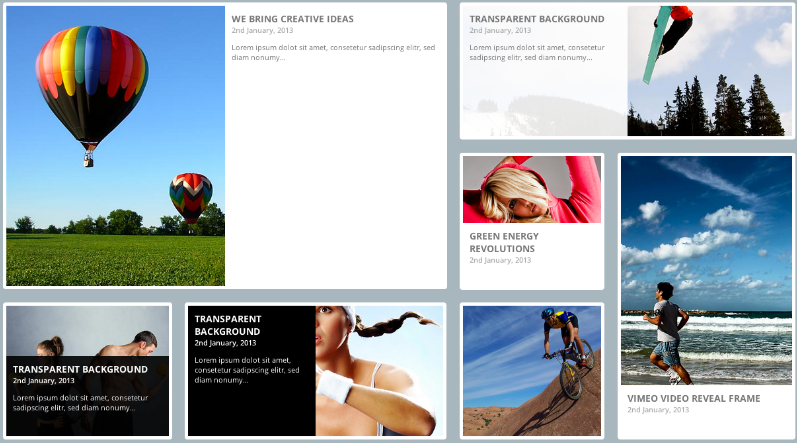 WE BRING CREATIVE IDEAS
2nd January, 2013
Lorem ipsum dolot sit amet, consetetur sadipscing elitr, sed
diam nonumy...
TRANSPARENT BACKGROUND
2nd January, 2013
Lorem ipsum dolot sit amet, consetetur
sadipscing elitr, sed diam nonumy...
GREEN ENERGY
REVOLUTIONS
2nd January, 2013
TRANSPARENT BACKGROUND
2nd January, 2013
Lorem ipsum dolot sit amet, consetetur
sadipscing elitr, sed diam nonumy...
TRANSPARENT
BACKGROUND
2nd January, 2013
Lorem ipsum dolot sit amet,
consetetur sadipscing elitr, sed
diam nonumy...
VIMEO VIDEO REVEAL FRAME
2nd January, 2013